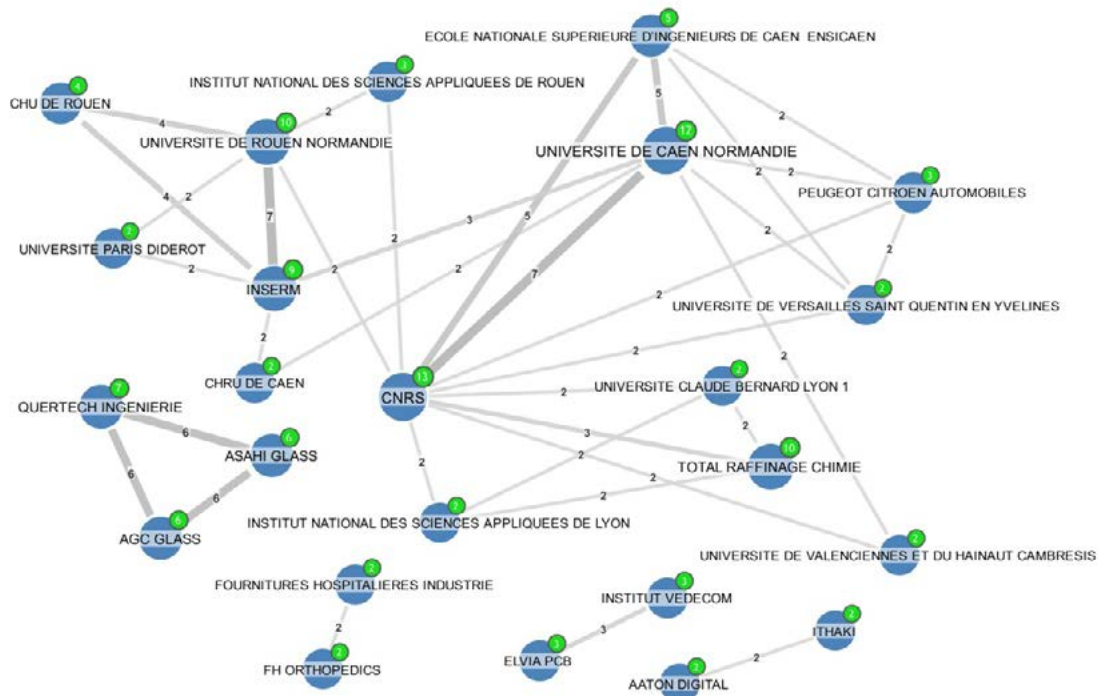 5
ECOLE NATIONALE SUPERIEURE D'INGENIEURS DE CAEN ENSICAEN
3
INSTITUT NATIONAL DES SCIENCES APPLIQUEES DE ROUEN
4
CHU DE ROUEN
10
UNIVERSITE DE ROUEN NORMANDIE
12
UNIVERSITE DE CAEN NORMANDIE
3
PEUGEOT CITROEN AUTOMOBILES
2
UNIVERSITE PARIS DIDEROT
9
INSERM
2
UNIVERSITE DE VERSAILLES SAINT QUENTIN EN YVELINES
2
CHRU DE CAEN
13
CNRS
2
UNIVERSITE CLAUDE BERNARD LYON 1
7
QUERTECH INGENIERIE
6
ASAHI GLASS
10
TOTAL RAFFINAGE CHIMIE
6
AGC GLASS
2
INSTITUT NATIONAL DES SCIENCES APPLIQUEES DE LYON
2
UNIVERSITE DE VALENCIENNES ET DU HAINAUT CAMBRESIS
2
FOURNITURES HOSPITALIERES INDUSTRIE
3
INSTITUT VEDECOM
2
ITHAKI
2
FH ORTHOPEDICS
3
ELVIA PCB
2
AATON DIGITAL
5
2
4
2
2
2
4
2
7
3
5
2
2
2
2
2
2
7
2
2
2
2
2
2
3
2
2
2
2
6
6
6
2
3
2